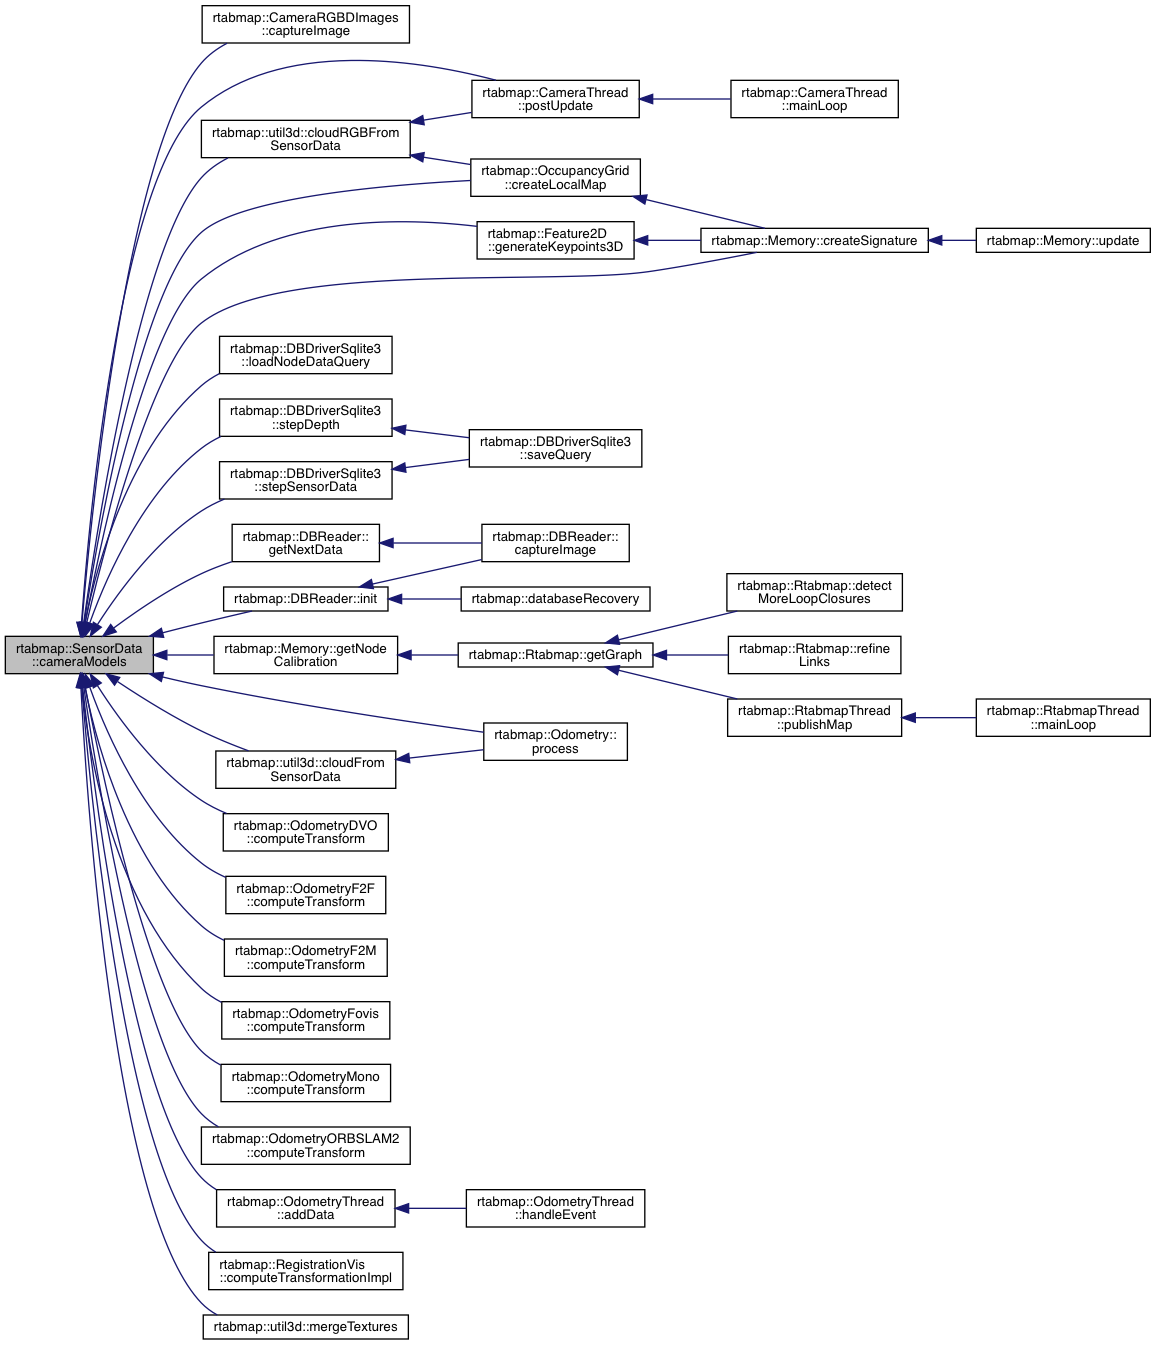 rtabmap::CameraRGBDImages
::captureImage
rtabmap::CameraThread
::postUpdate
rtabmap::CameraThread
::mainLoop
rtabmap::util3d::cloudRGBFrom
SensorData
rtabmap::OccupancyGrid
::createLocalMap
rtabmap::Feature2D
::generateKeypoints3D
rtabmap::Memory::createSignature
rtabmap::Memory::update
rtabmap::DBDriverSqlite3
::loadNodeDataQuery
rtabmap::DBDriverSqlite3
::stepDepth
rtabmap::DBDriverSqlite3
::saveQuery
rtabmap::DBDriverSqlite3
::stepSensorData
rtabmap::DBReader::
getNextData
rtabmap::DBReader::
captureImage
rtabmap::DBReader::init
rtabmap::databaseRecovery
rtabmap::Rtabmap::detect
MoreLoopClosures
rtabmap::SensorData
::cameraModels
rtabmap::Memory::getNode
Calibration
rtabmap::Rtabmap::getGraph
rtabmap::Rtabmap::refine
Links
rtabmap::RtabmapThread
::publishMap
rtabmap::RtabmapThread
::mainLoop
rtabmap::Odometry::
process
rtabmap::util3d::cloudFrom
SensorData
rtabmap::OdometryDVO
::computeTransform
rtabmap::OdometryF2F
::computeTransform
rtabmap::OdometryF2M
::computeTransform
rtabmap::OdometryFovis
::computeTransform
rtabmap::OdometryMono
::computeTransform
rtabmap::OdometryORBSLAM2
::computeTransform
rtabmap::OdometryThread
::addData
rtabmap::OdometryThread
::handleEvent
rtabmap::RegistrationVis
::computeTransformationImpl
rtabmap::util3d::mergeTextures